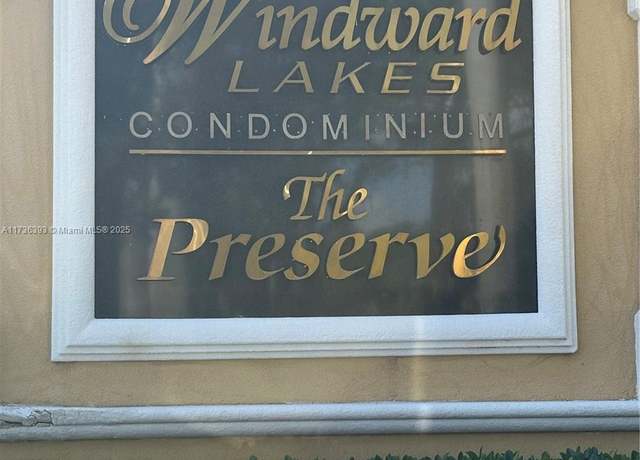 Windward
LAKES
CONDOMINIUM
The
Preserve
A11736393 © Miami MLS® 2025